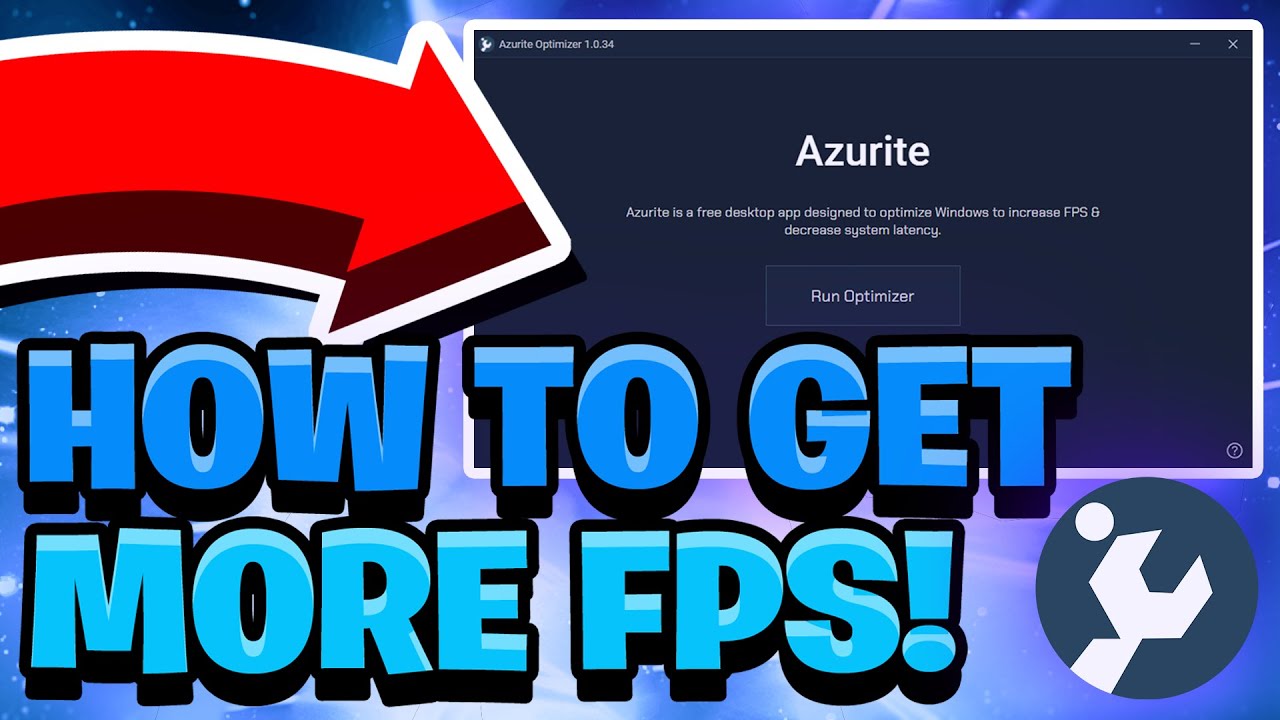 Azurite Optimizer 1.0.34
Azurite
Azurite is a free desktop app designed to optimize Windows to increase FPS &
decrease system latency.
Run Optimizer
?
HOW TO GET
MORE FPS!